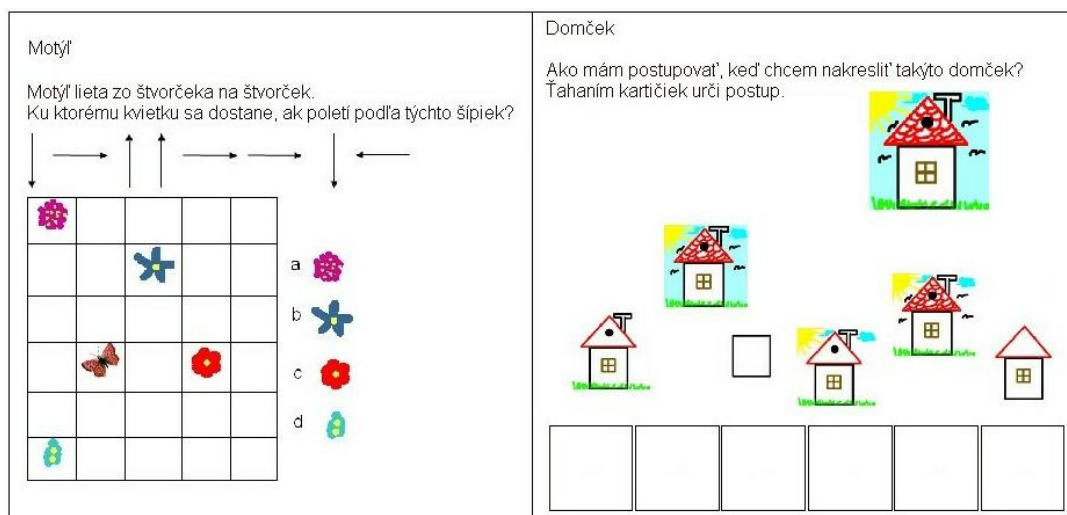 Motýľ
Motýľ lieta zo štvorčeka na štvorček.
Ku ktorému kvietku sa dostane, ak poletí podľa týchto šípiek?
a
b
c
d
Domček
Ako mám postupovať, keď chcem nakresliť takýto domček?
Ťahaním kartičiek urči postup.